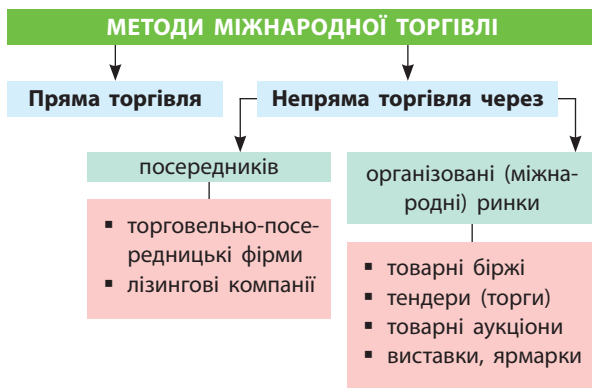 МЕТОДИ МІЖНАРОДНОЇ ТОРГІВЛІ
Пряма торгівля
Непряма торгівля через
посередників
▪ торговельно-посе-
редницькі фірми
▪ лізингові компанії
організовані (міжна-
родні) ринки
▪ товарні біржі
▪ тендери (торги)
▪ товарні аукціони
▪ виставки, ярмарки